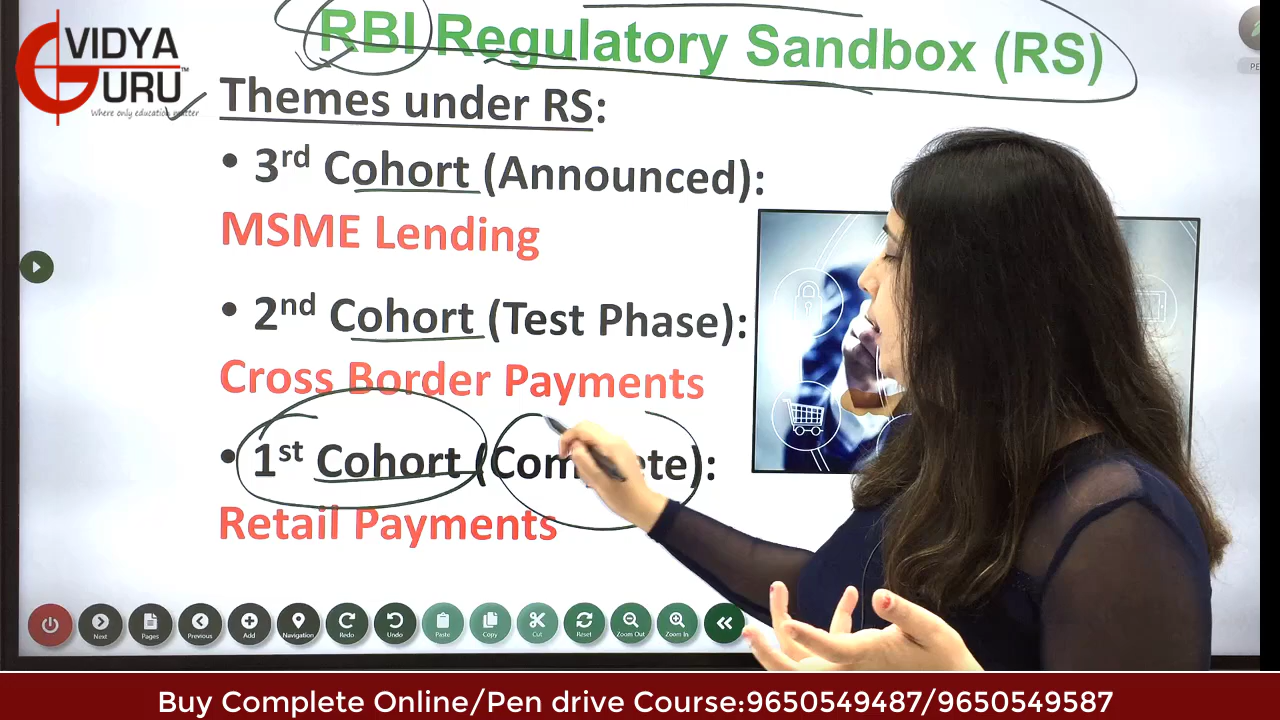 RBI Regulatory Sandbox (RS)
VIDYA
GURU™
Where only education matter
Themes under RS:
• 3rd Cohort (Announced):
MSME Lending
• 2nd Cohort (Test Phase):
Cross Border Payments
• 1st Cohort (Complete):
Retail Payments
Next Pages Previous Add Navigation Redo Undo Paste Copy Cut Reset Zoom Out Zoom In
Buy Complete Online/Pen drive Course:9650549487/9650549587